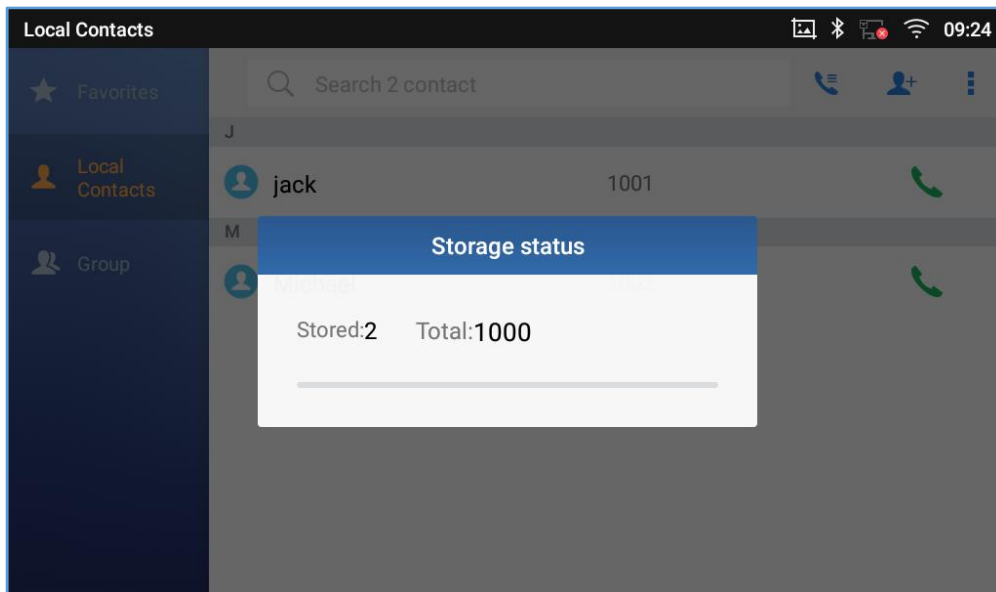 Local Contacts
09:24
Favorites
Search 2 contact
J
Local
Contacts
jack
1001
M
Storage status
Group
Michael
Stored:2
Total:1000